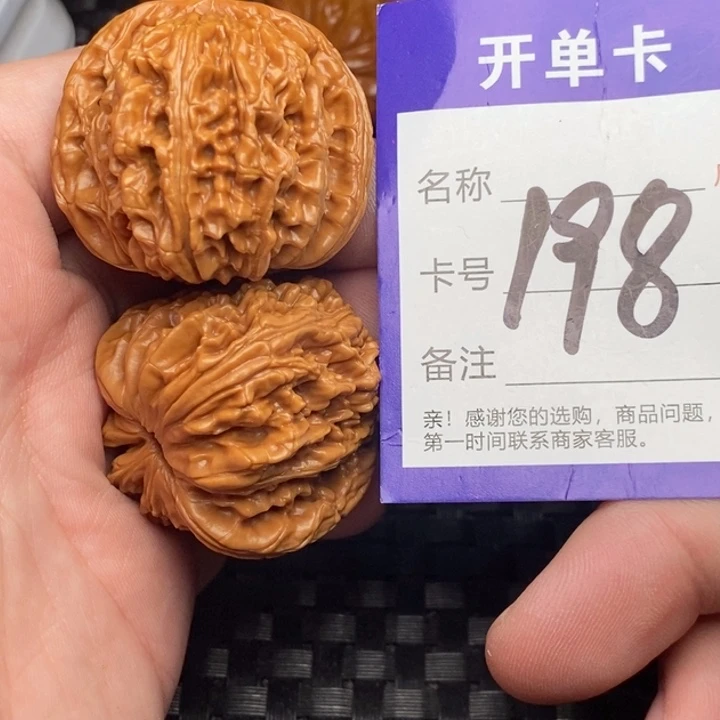 开单卡
名称
198
卡号
备注
亲！感谢您的选购，商品问题，
第一时间联系商家客服。